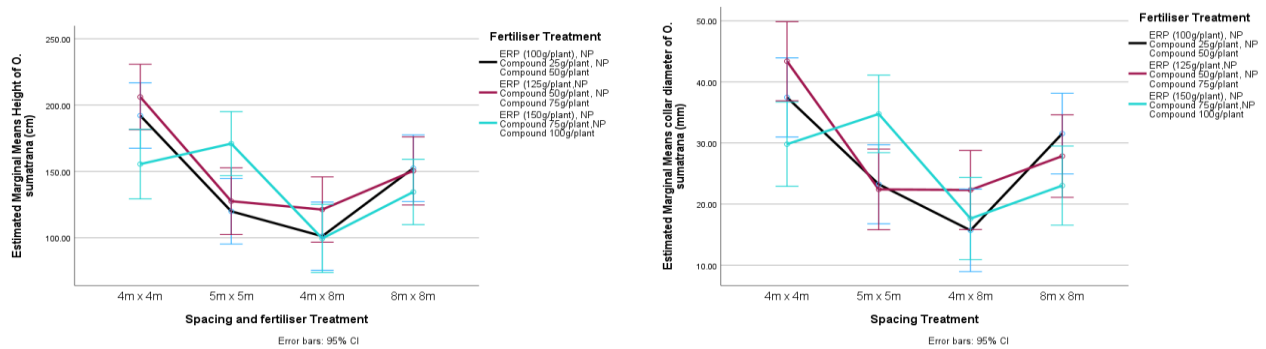 Estimated Marginal Means Height of O.
sumatrana (cm)
250.00
200.00
150.00
100.00
4m x 4m
5m x 5m
4m x 8m
8m x 8m
Spacing and fertiliser Treatment
Error bars: 95% CI
Fertiliser Treatment
ERP (100g/plant), NP
Compound 25g/plant, NP
Compound 50g/plant
ERP (125g/plant,NP
Compound 50g/plant, NP
Compound 75g/plant
ERP (150g/plant), NP
Compound 75g/plant,NP
Compound 100g/plant
Estimated Marginal Means collar diameter of O.
sumatrana (mm)
50.00
40.00
30.00
20.00
10.00
4m x 4m
5m x 5m
4m x 8m
8m x 8m
Spacing Treatment
Error bars: 95% CI
Fertiliser Treatment
ERP (100g/plant), NP
Compound 25g/plant, NP
Compound 50g/plant
ERP (125g/plant,NP
Compound 50g/plant, NP
Compound 75g/plant
ERP (150g/plant), NP
Compound 75g/plant,NP
Compound 100g/plant